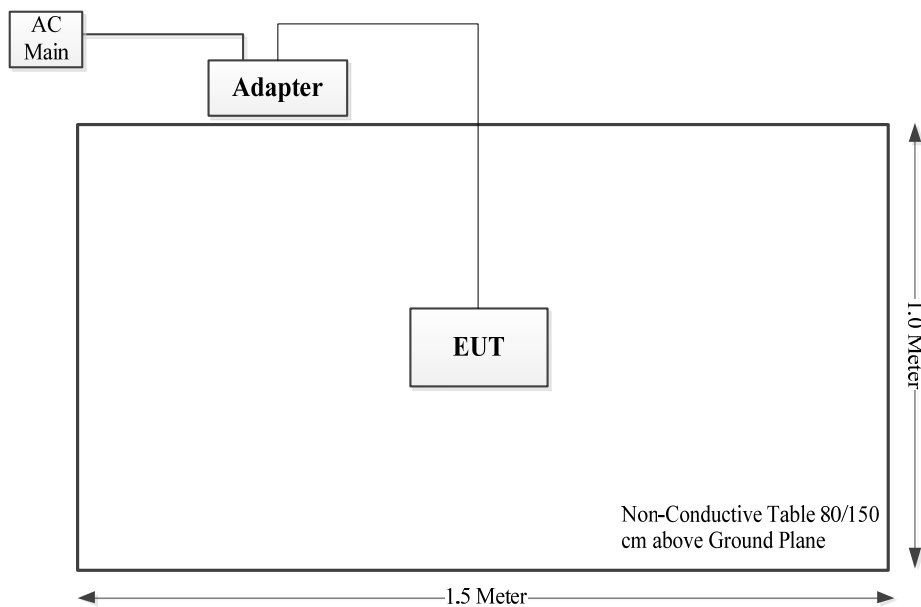 AC
Main
Adapter
EUT
1.0 Meter
Non-Conductive Table 80/150
cm above Ground Plane
1.5 Meter